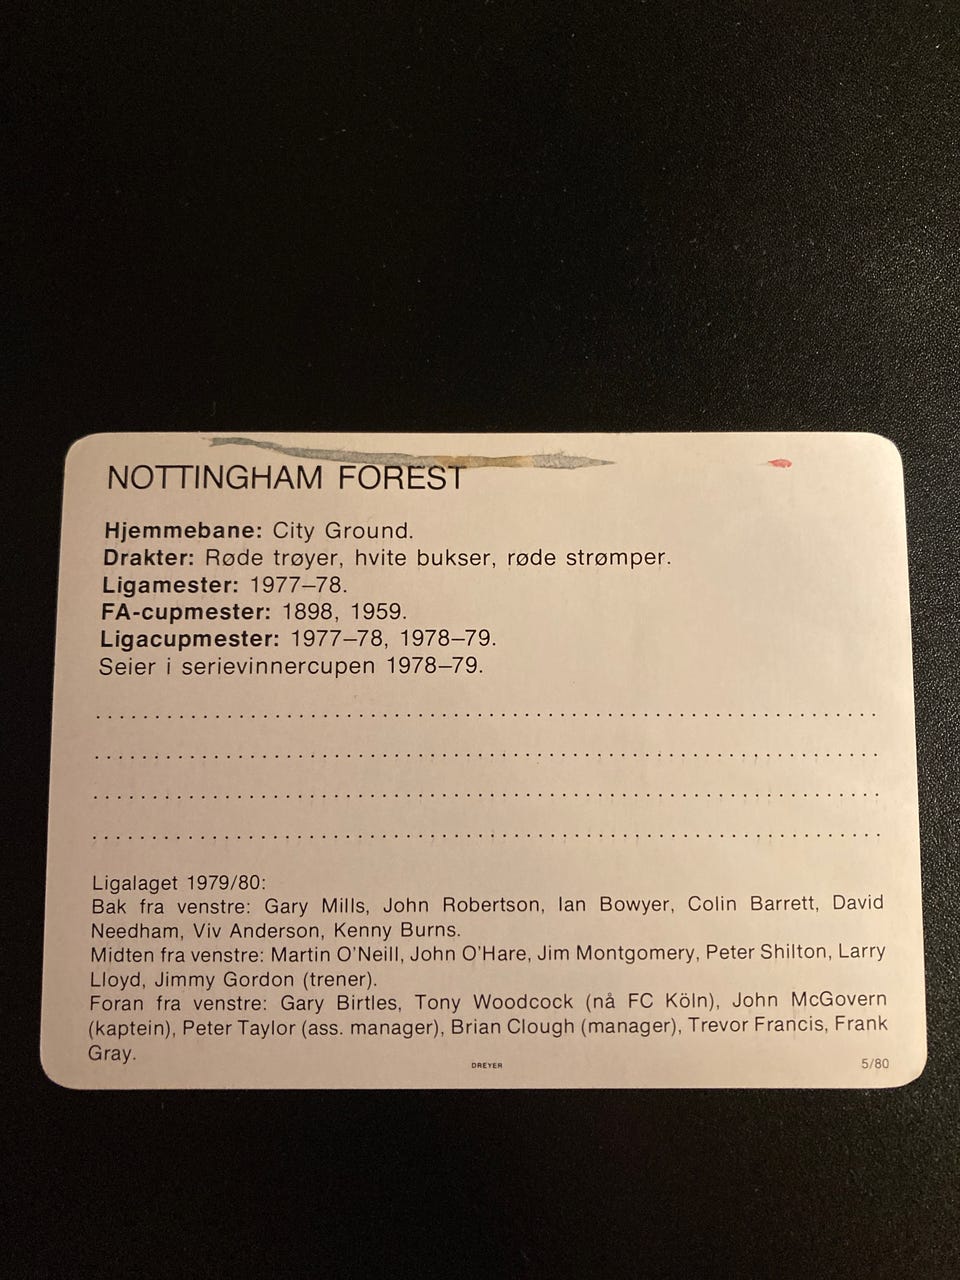 NOTTINGHAM FOREST
Hjemmebane: City Ground.
Drakter: Røde trøyer, hvite bukser, røde strømper.
Ligamester: 1977–78.
FA-cupmester: 1898, 1959.
Ligacupmester: 1977–78, 1978–79.
Seier i serievinnercupen 1978–79.
Ligalaget 1979/80:
Bak fra venstre: Gary Mills, John Robertson, Ian Bowyer, Colin Barrett, David
Needham, Viv Anderson, Kenny Burns.
Midten fra venstre: Martin O'Neill, John O'Hare, Jim Montgomery, Peter Shilton, Larry
Lloyd, Jimmy Gordon (trener).
Foran fra venstre: Gary Birtles, Tony Woodcock (nå FC Köln), John McGovern
(kaptein), Peter Taylor (ass. manager), Brian Clough (manager), Trevor Francis, Frank
Gray.
DREYER 5/80